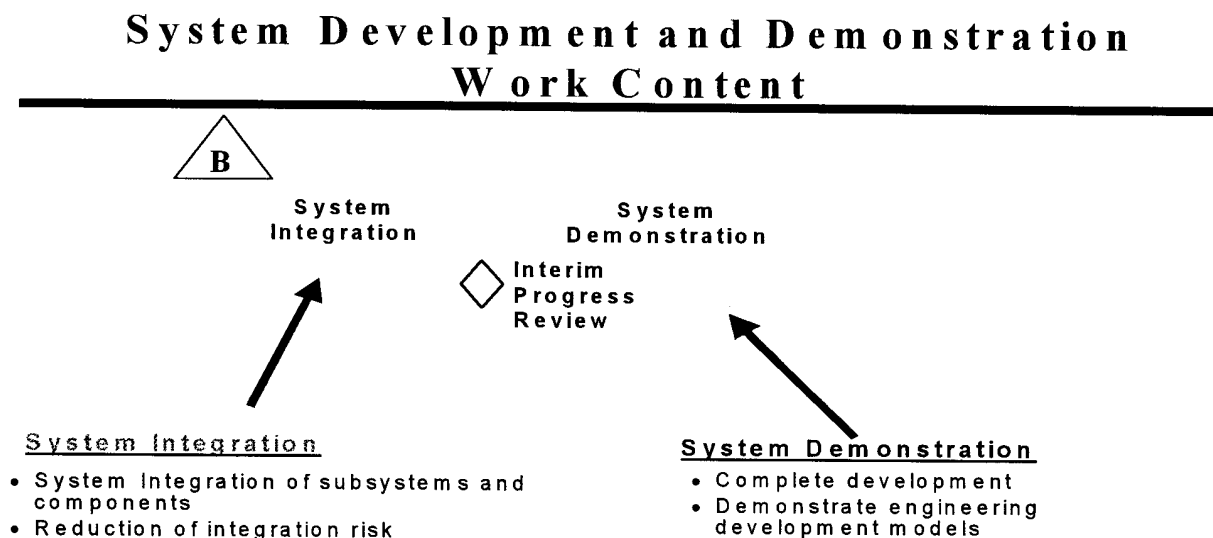 System Development and Demonstration
Work Content
B
System
Integration
System
Demonstration
Interim
Progress
Review
System Integration
• System Integration of subsystems and
components
• Reduction of integration risk
System Demonstration
• Complete development
• Demonstrate engineering
development models